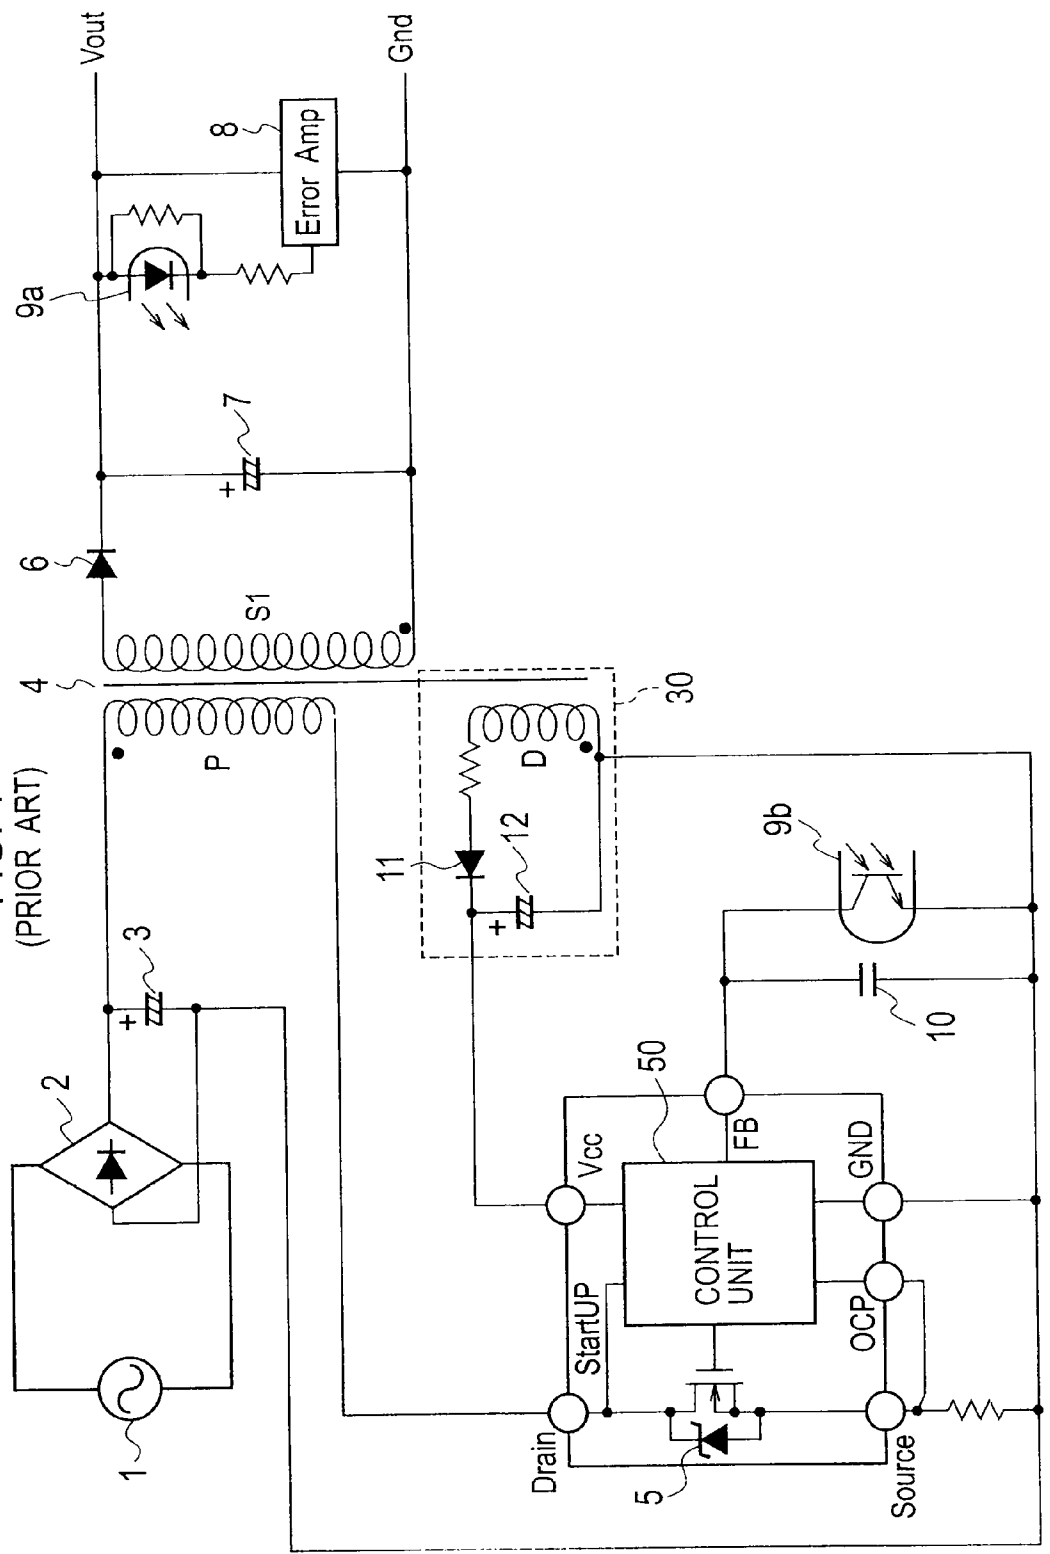 (PRIOR ART)
1
2
3
+
4
P
S1
6
7
+
9a
8
Error Amp
Vout
Gnd
30
D
11
12
+
9b
10
50
CONTROL
UNIT
Vcc
StartUP
Drain
FB
GND
OCP
Source
5